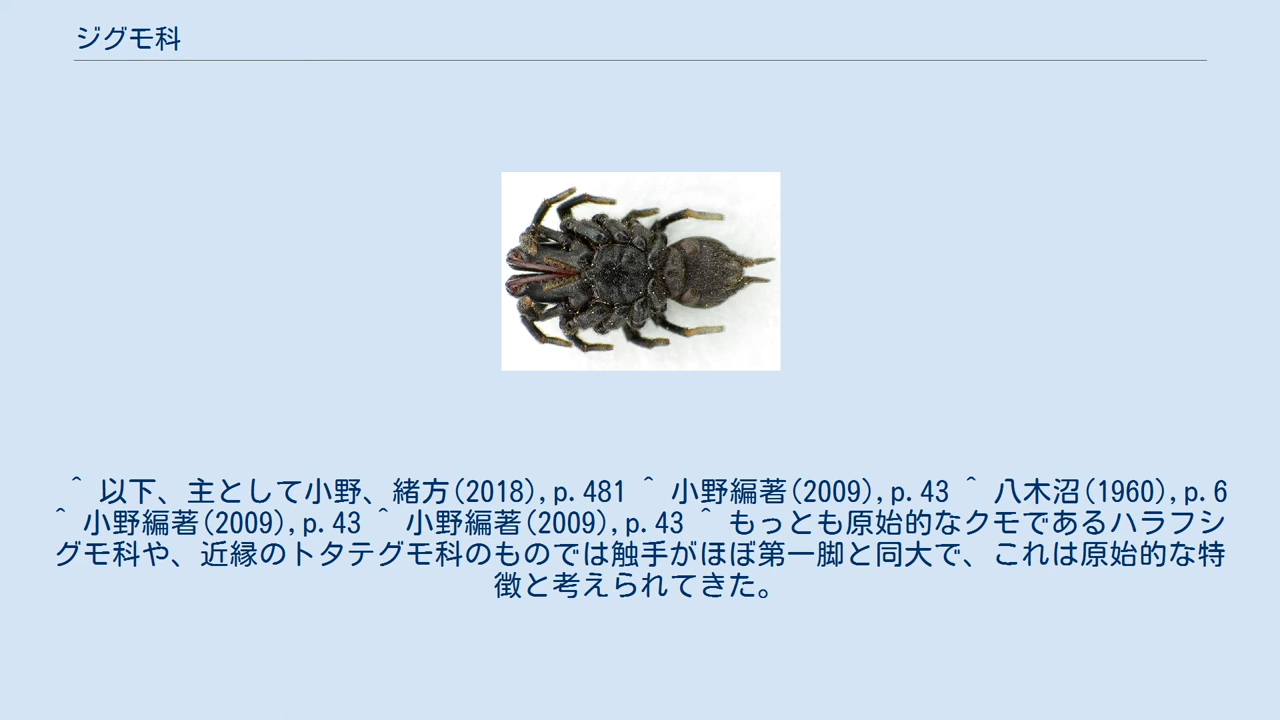 ジグモ科
^ 以下、主として小野、緒方(2018),p.481 ^ 小野編著(2009),p.43 ^ 八木沼(1960),p.6
^ 小野編著(2009),p.43 ^ 小野編著(2009),p.43 ^ もっとも原始的なクモであるハラフシ
グモ科や、近縁のトタテグモ科のものでは触手がほぼ第一脚と同大で、これは原始的な特
徴と考えられてきた。